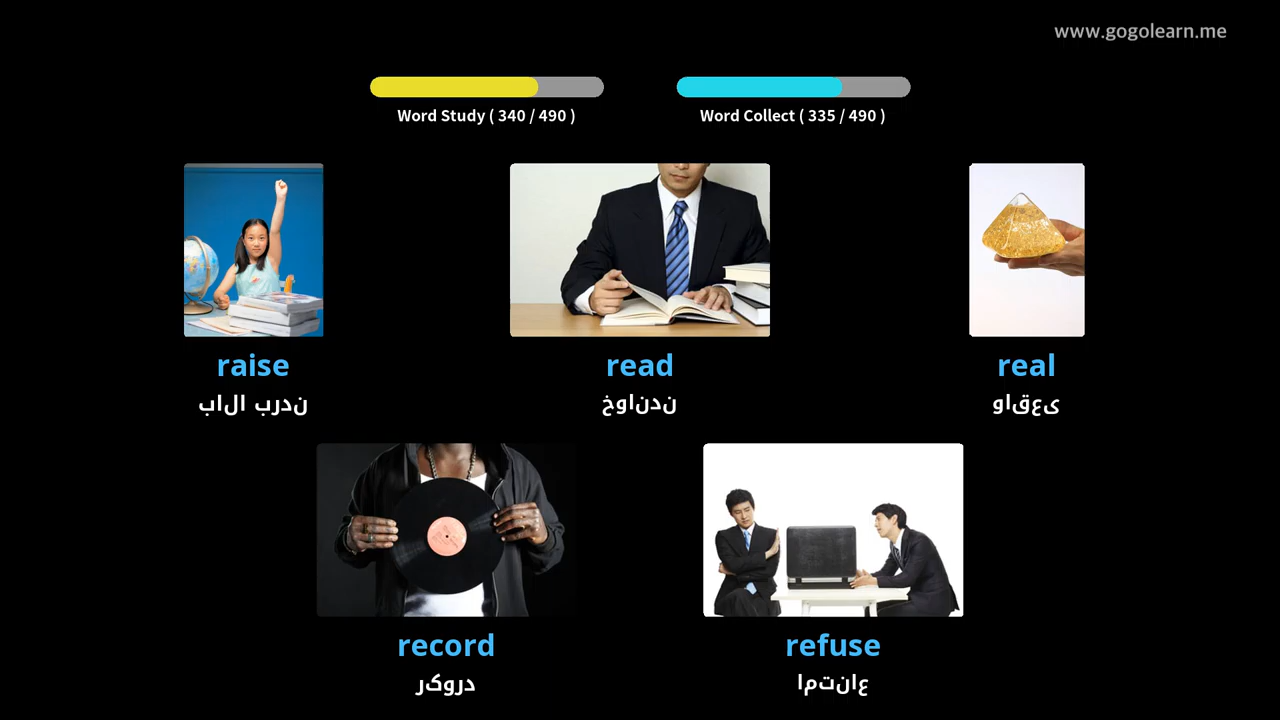 www.gogolearn.me
Word Study ( 340 / 490 )
Word Collect ( 335 / 490 )
raise
ندرب الاب
read
ندناوخ
real
یعقاو
record
دروکر
refuse
عانتما